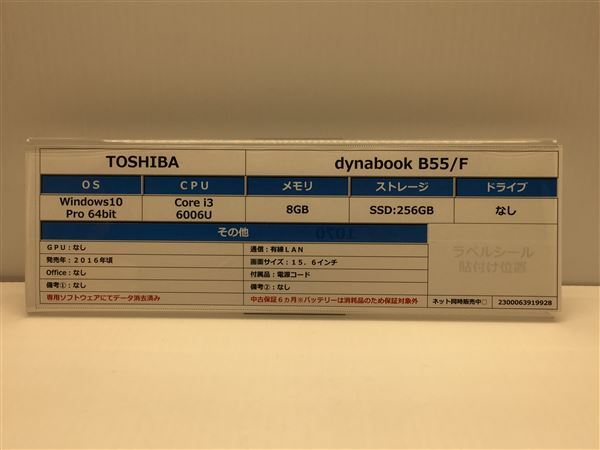 TOSHIBA
dynabook B55/F
OS
CPU
メモリ
ストレージ
ドライブ
Windows10
Pro 64bit
Core i3
6006U
8GB
SSD:256GB
なし
その他
GPU：なし
通信：有線LAN
発売年：2016年頃
画面サイズ：15．6インチ
Office：なし
付属品：電源コード
備考①：なし
備考②：なし
専用ソフトウェアにてデータ消去済み
中古保証6ヵ月※バッテリーは消耗品のため保証対象外
ラベルシール
貼付け位置
ネット同時販売中□
2300063919928